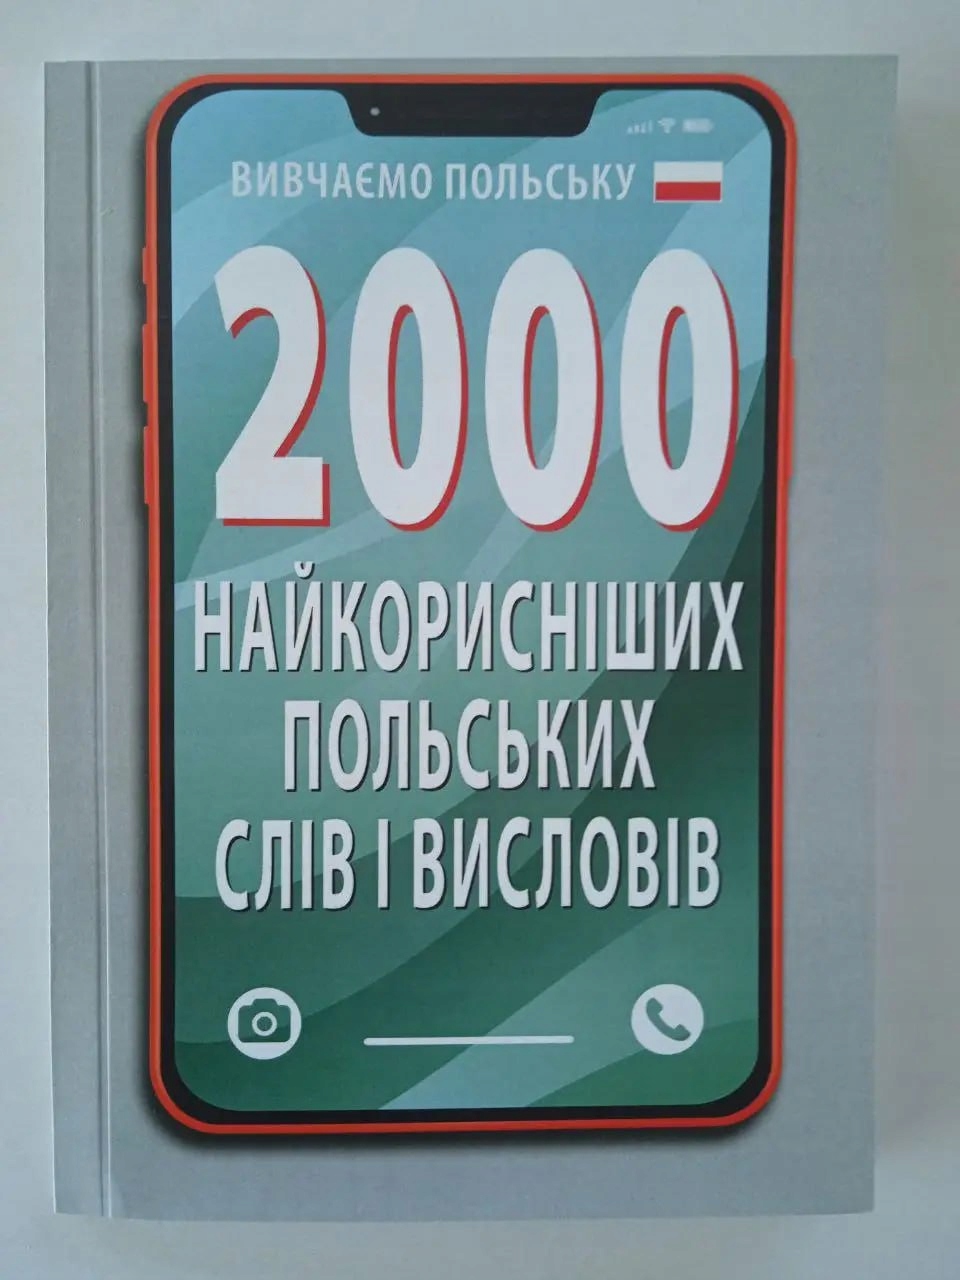 ВИВЧАЄМО ПОЛЬСЬКУ
2000
НАЙКОРИСНІШИХ
ПОЛЬСЬКИХ
СЛІВ І ВИСЛОВІВ